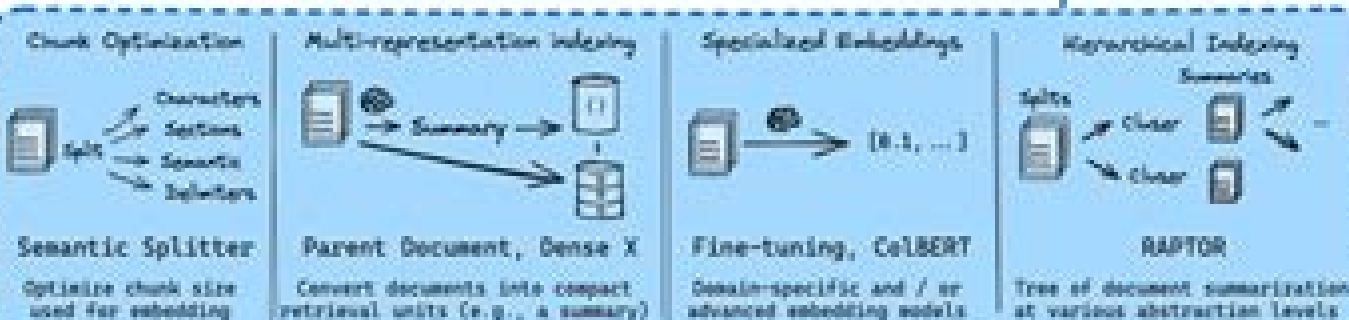 Chunk Optimization
Split
Characters
Sections
Semantic
Delimiters
Semantic Splitter
Optimize chunk size
used for embedding
Multi-representation indexing
Summary
{ }
Parent Document, Dense X
Convert documents into compact
retrieval units (e.g., a summary)
Specialized Embeddings
[0.1, ...]
Fine-tuning, ColBERT
Domain-specific and / or
advanced embedding models
Hierarchical Indexing
Summaries
Splits
Cluser
Cluser
...
RAPTOR
Tree of document summarization
at various abstraction levels